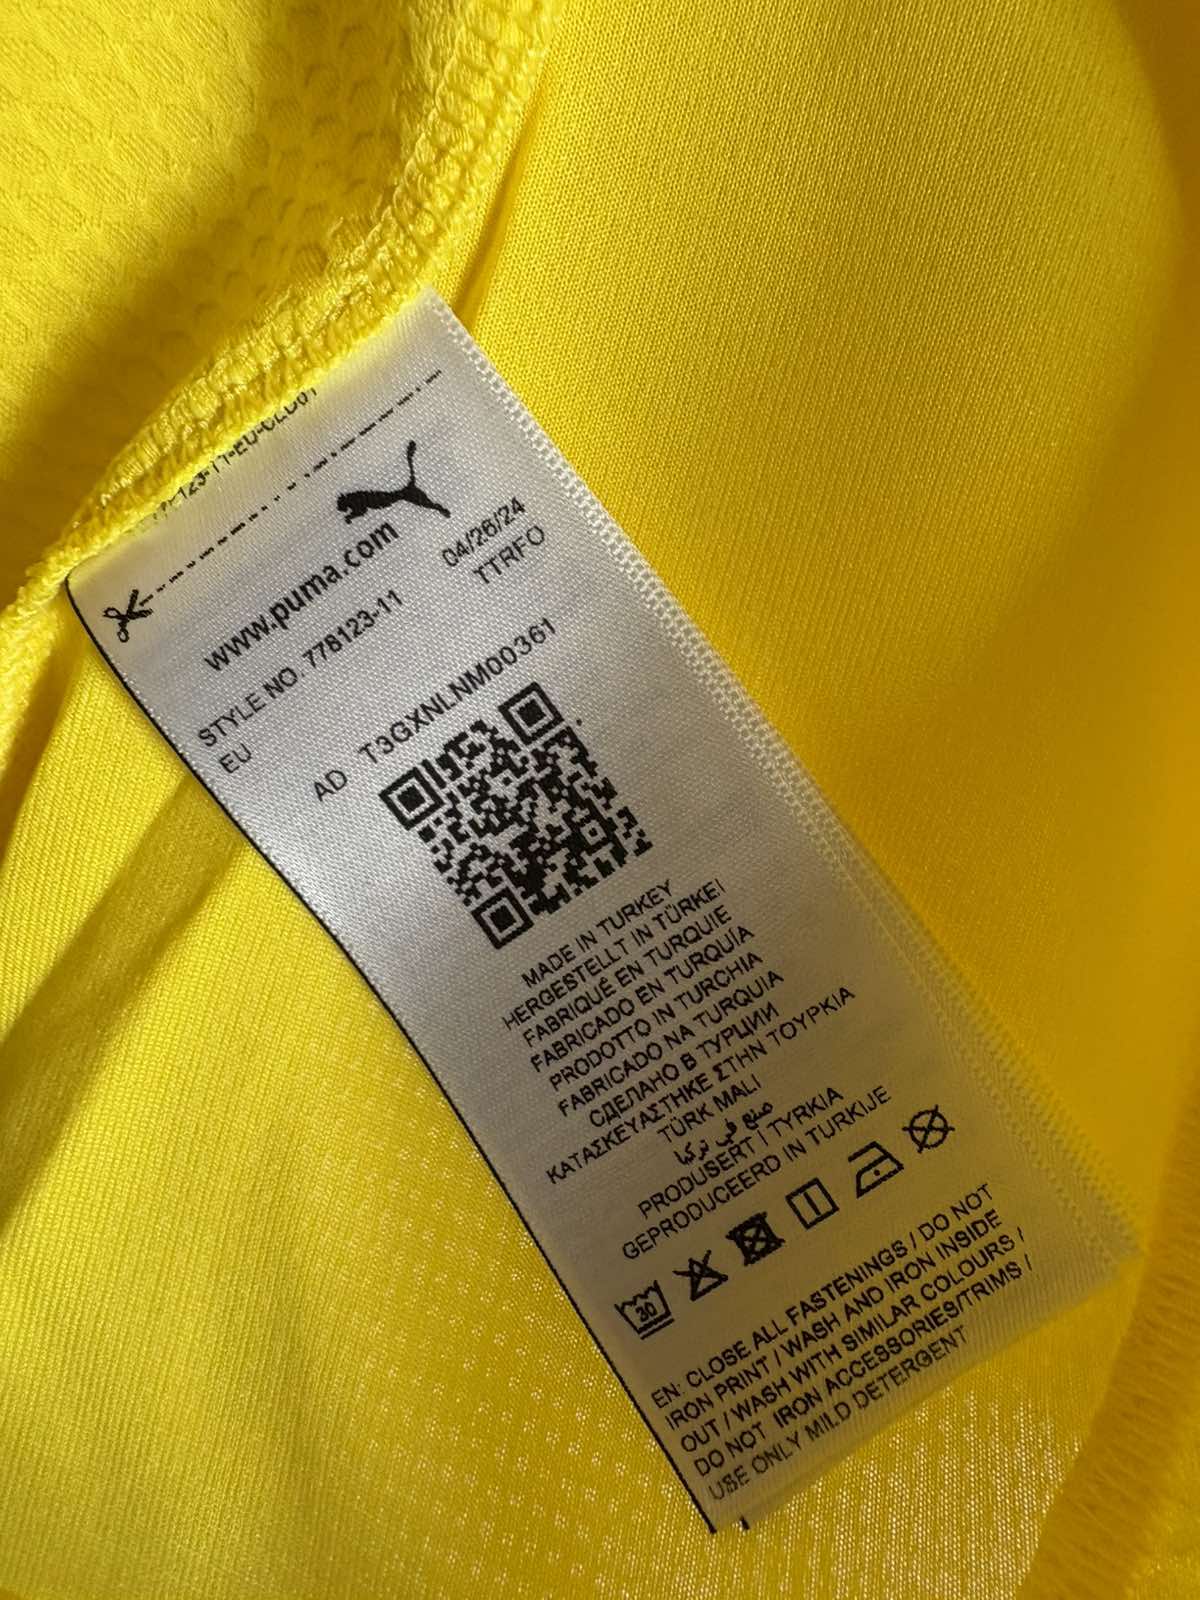 www.puma.com
STYLE NO. 778123-11
04/26/24
EU
TTRFO
AD T3GXNLNM00361
MADE IN TURKEY
HERGESTELLT IN TÜRKEI
FABRIQUÉ EN TURQUIE
FABRICADO EN TURQUÍA
PRODOTTO IN TURCHIA
FABRICADO NA TURQUIA
СДЕЛАНО В ТУРЦИИ
ΚΑΤΑΣΚΕΥΑΣΤΗΚΕ ΣΤΗΝ ΤΟΥΡΚΙΑ
TÜRK MALI
صنع في تركيا
PRODUSERT I TYRKIA
GEPRODUCEERD IN TURKIJE
30
EN: CLOSE ALL FASTENINGS / DO NOT
IRON PRINT / WASH AND IRON INSIDE
OUT / WASH WITH SIMILAR COLOURS /
DO NOT IRON ACCESSORIES/TRIMS /
USE ONLY MILD DETERGENT